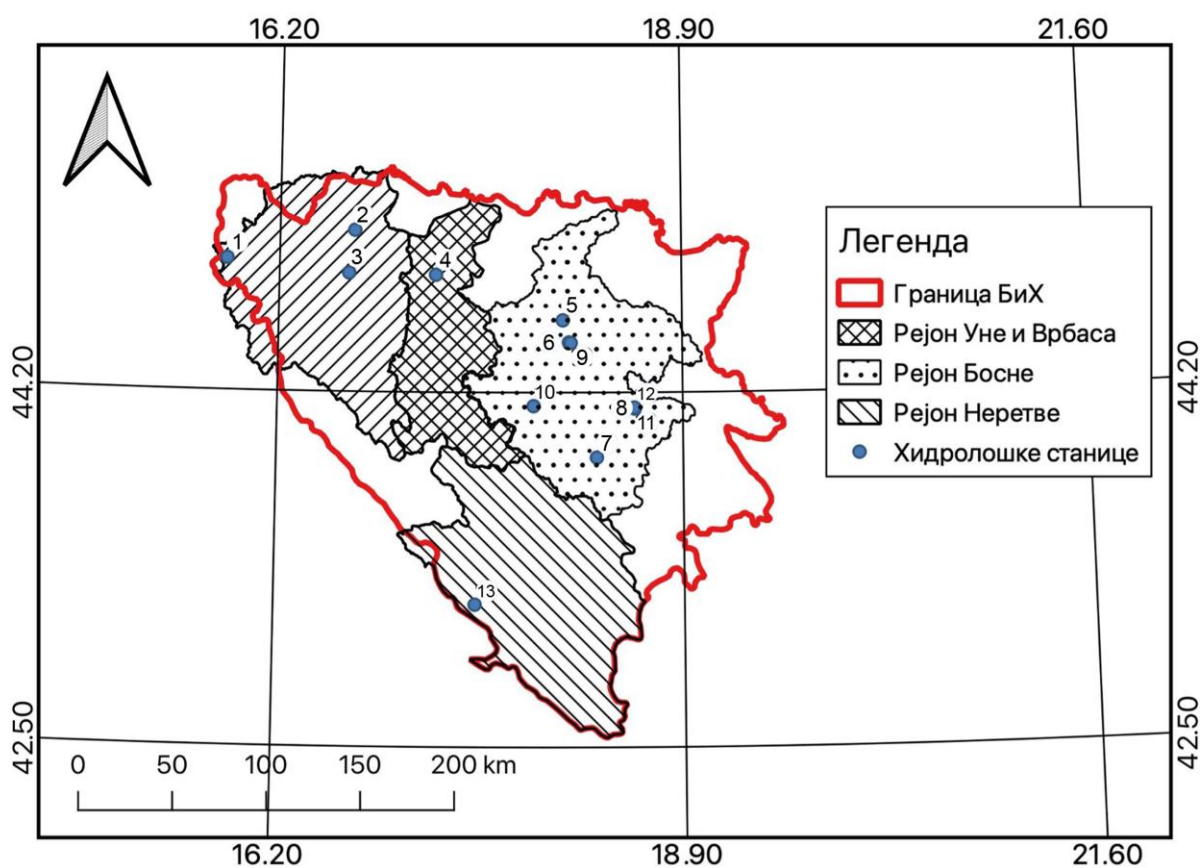 16.20 18.90 21.60
1
2
3
4
5
6
9
10
12
8
11
7
13
44.20
44.20
42.50
42.50
Легенда
Граница БиХ
Рејон Уне и Врбаса
Рејон Босне
Рејон Неретве
Хидролошке станице
0 50 100 150 200 km
16.20 18.90 21.60